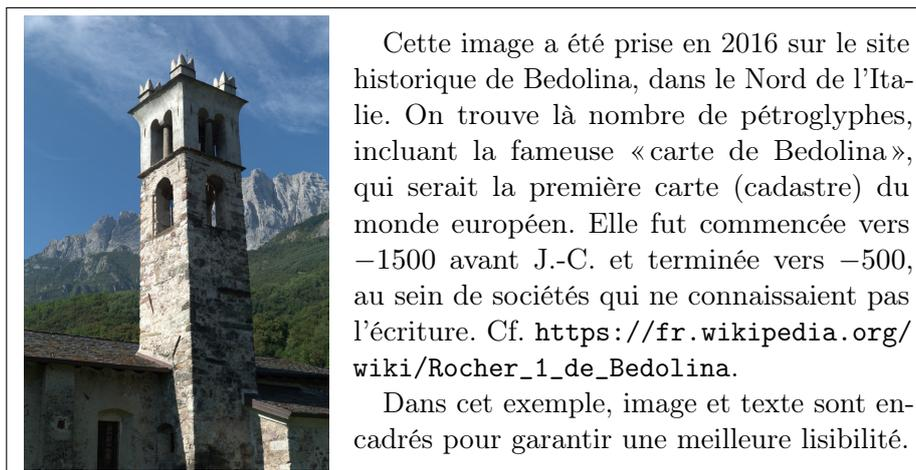 Cette image a été prise en 2016 sur le site
historique de Bedolina, dans le Nord de l'Ita-
lie. On trouve là nombre de pétroglyphes,
incluant la fameuse « carte de Bedolina »,
qui serait la première carte (cadastre) du
monde européen. Elle fut commencée vers
−1500 avant J.-C. et terminée vers −500,
au sein de sociétés qui ne connaissaient pas
l'écriture. Cf. https://fr.wikipedia.org/
wiki/Rocher_1_de_Bedolina.
Dans cet exemple, image et texte sont en-
cadrés pour garantir une meilleure lisibilité.